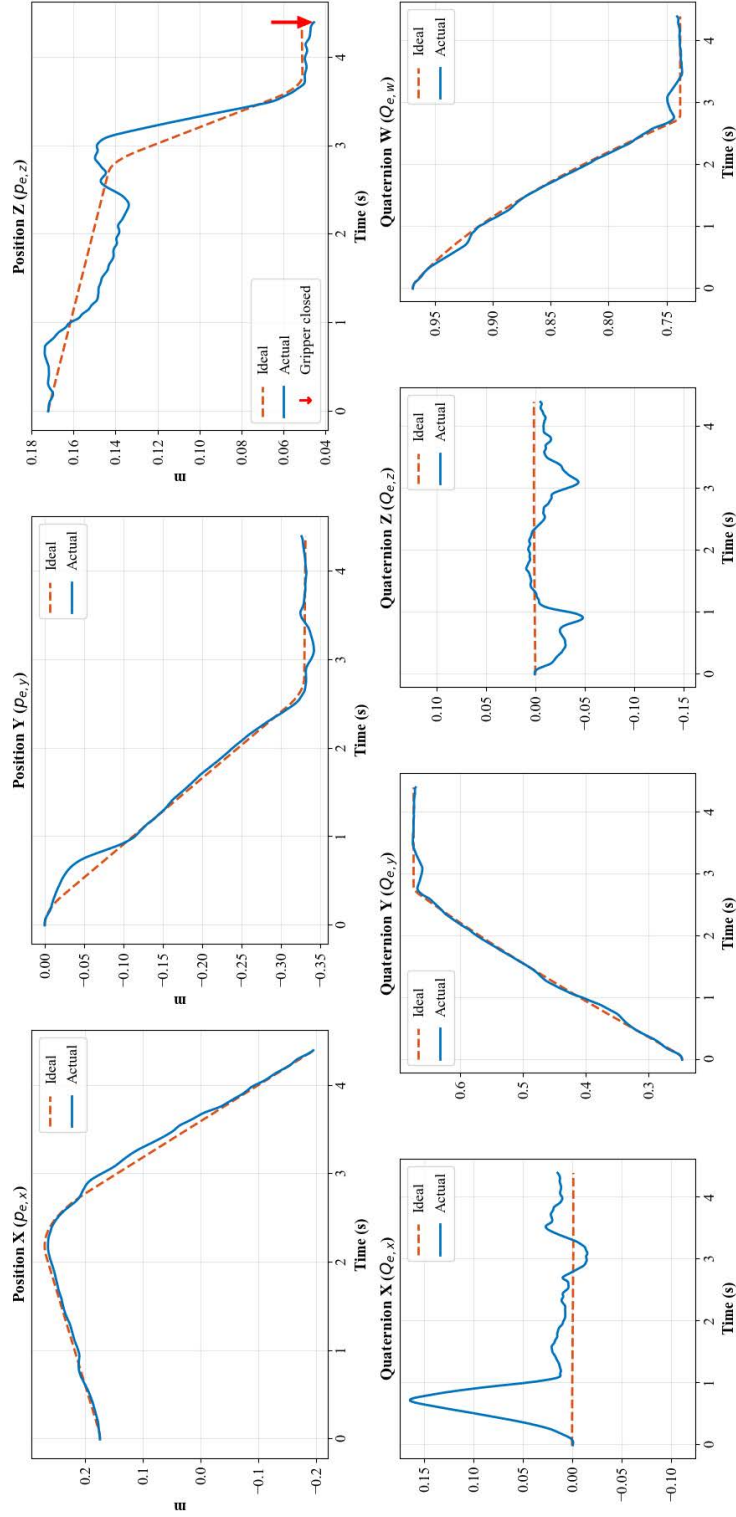 Position X (p_e,x)
m
0.2
0.1
0.0
−0.1
−0.2
0
1
2
3
4
Time (s)
Ideal
Actual
Position Y (p_e,y)
m
0.00
−0.05
−0.10
−0.15
−0.20
−0.25
−0.30
−0.35
0
1
2
3
4
Time (s)
Ideal
Actual
Position Z (p_e,z)
m
0.18
0.16
0.14
0.12
0.10
0.08
0.06
0.04
0
1
2
3
4
Time (s)
Ideal
Actual
Gripper closed
Quaternion X (Q_e,x)
0.15
0.10
0.05
0.00
−0.05
−0.10
0
1
2
3
4
Time (s)
Ideal
Actual
Quaternion Y (Q_e,y)
0.6
0.5
0.4
0.3
0
1
2
3
4
Time (s)
Ideal
Actual
Quaternion Z (Q_e,z)
0.10
0.05
0.00
−0.05
−0.10
−0.15
0
1
2
3
4
Time (s)
Ideal
Actual
Quaternion W (Q_e,w)
0.95
0.90
0.85
0.80
0.75
0
1
2
3
4
Time (s)
Ideal
Actual